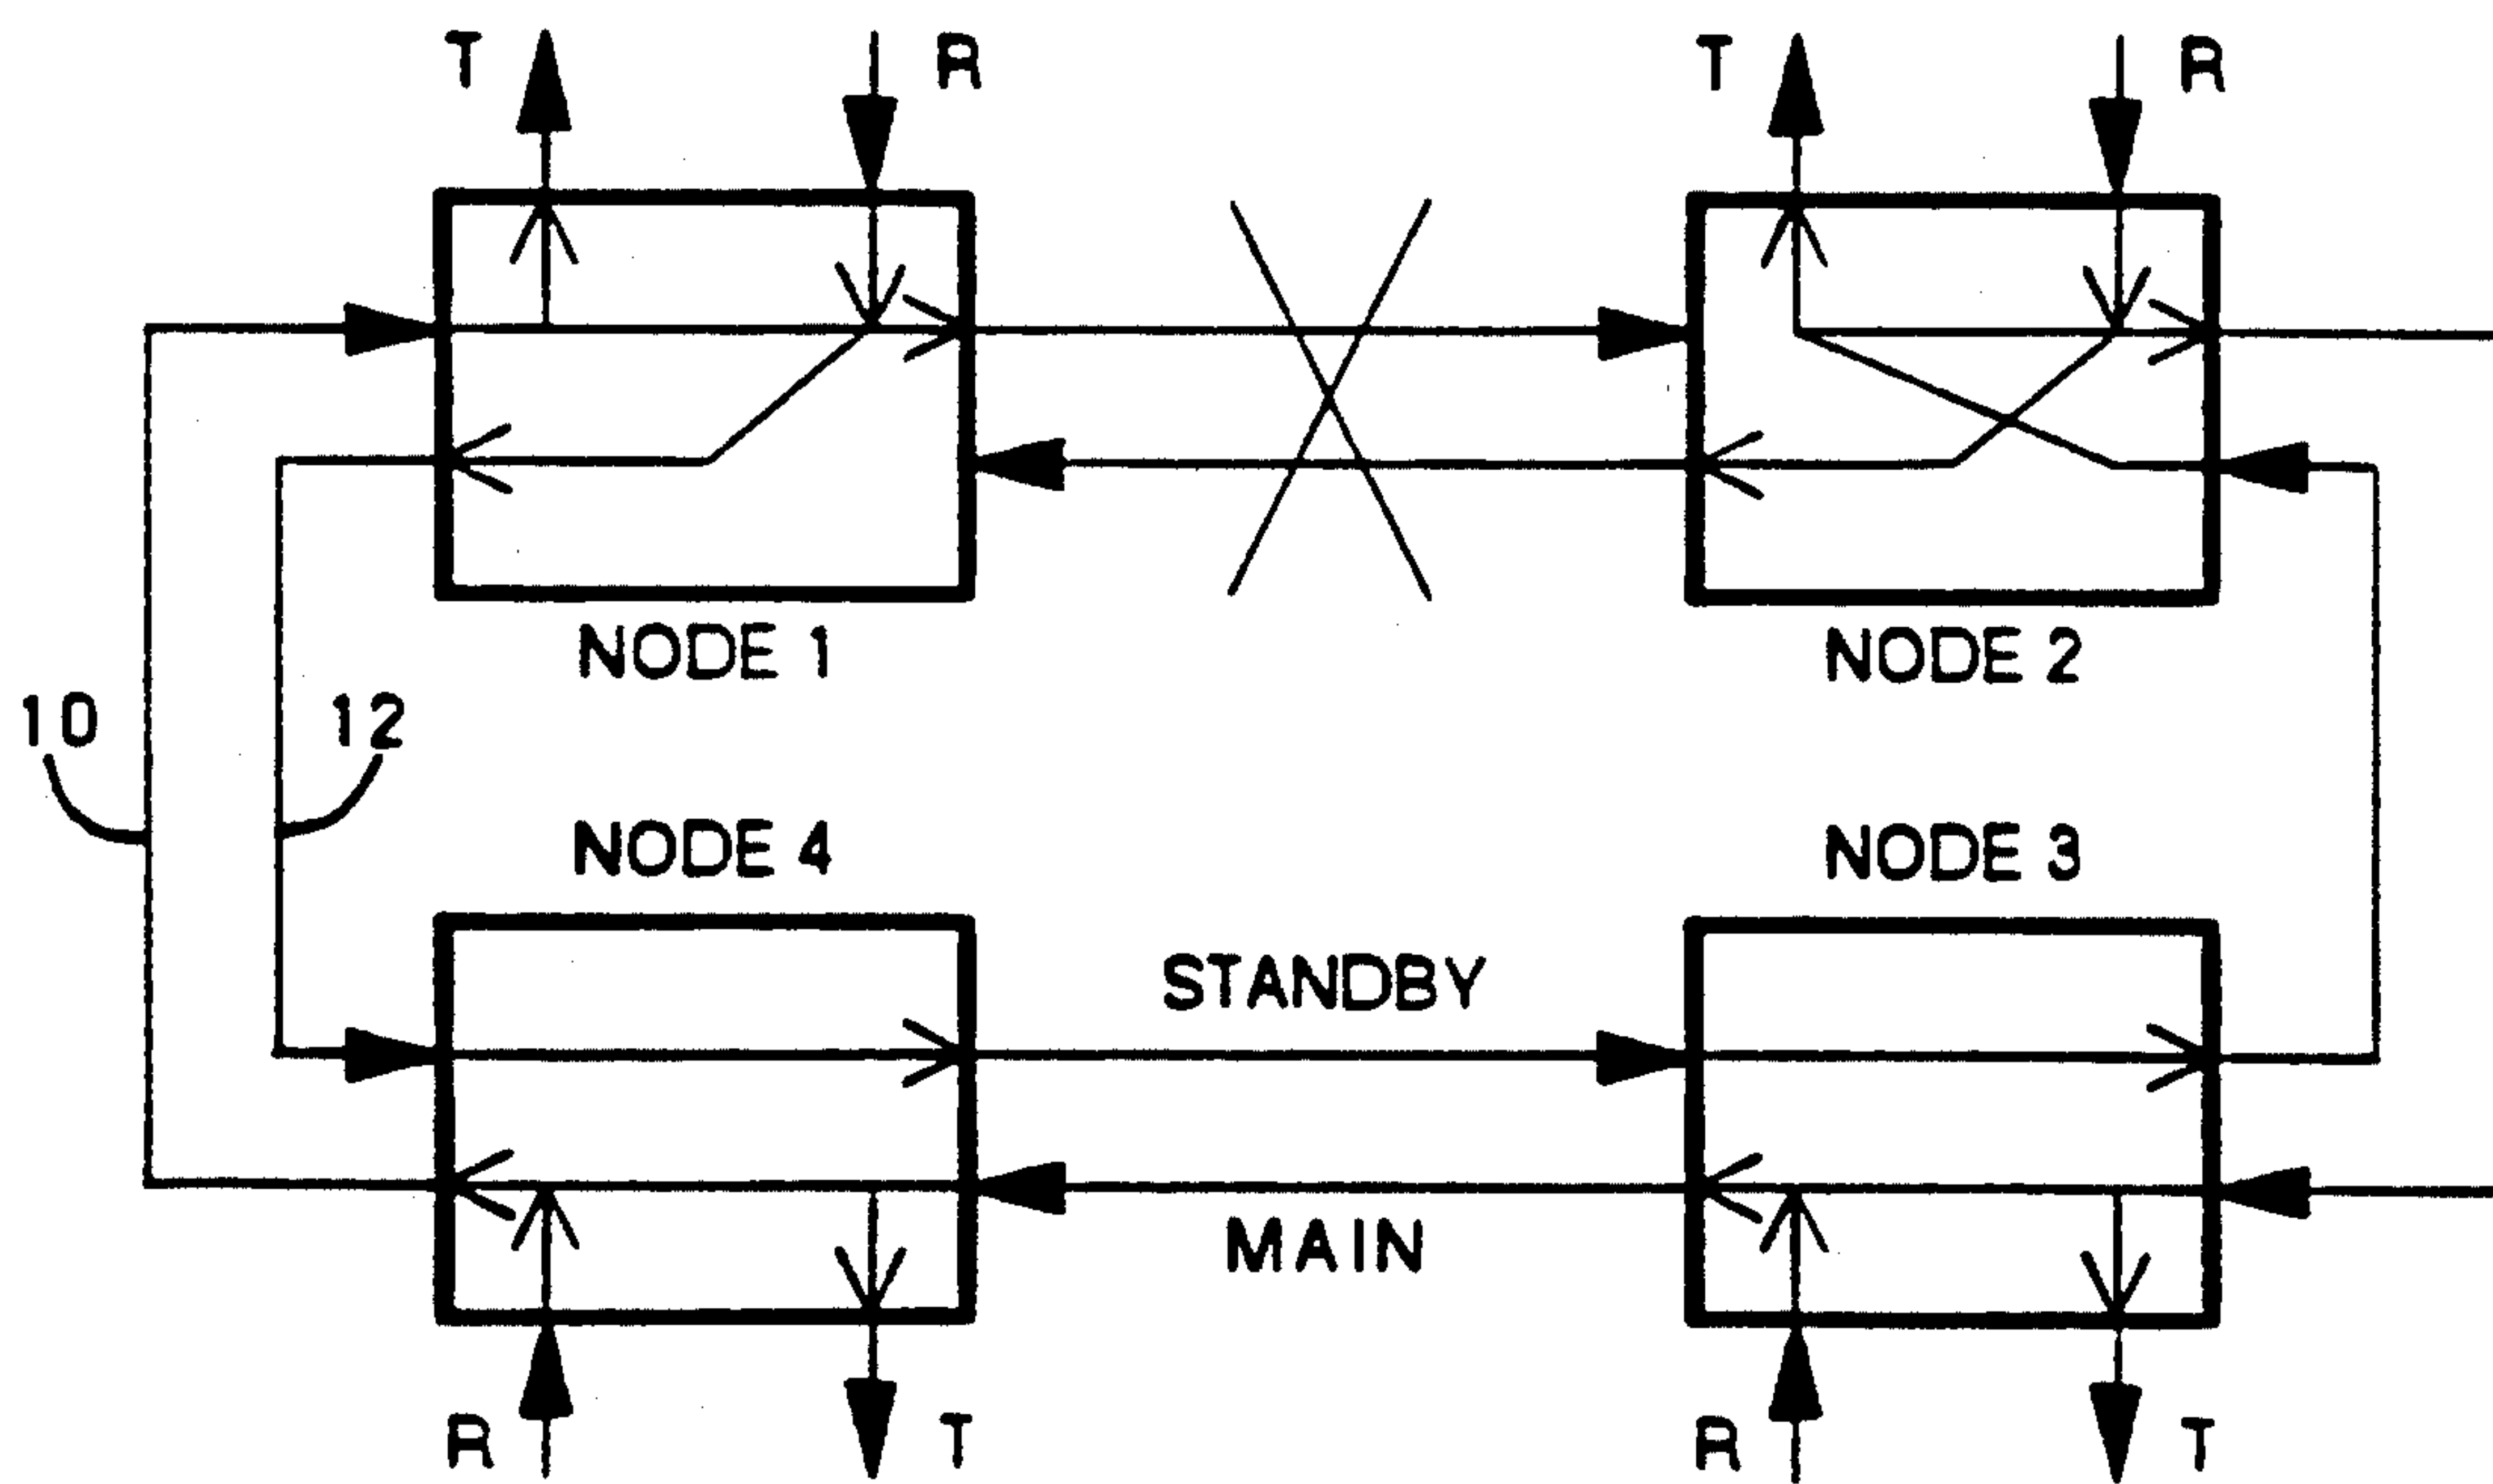 T R T R
NODE 1 NODE 2
10 12
NODE 4 NODE 3
STANDBY
MAIN
R T R T